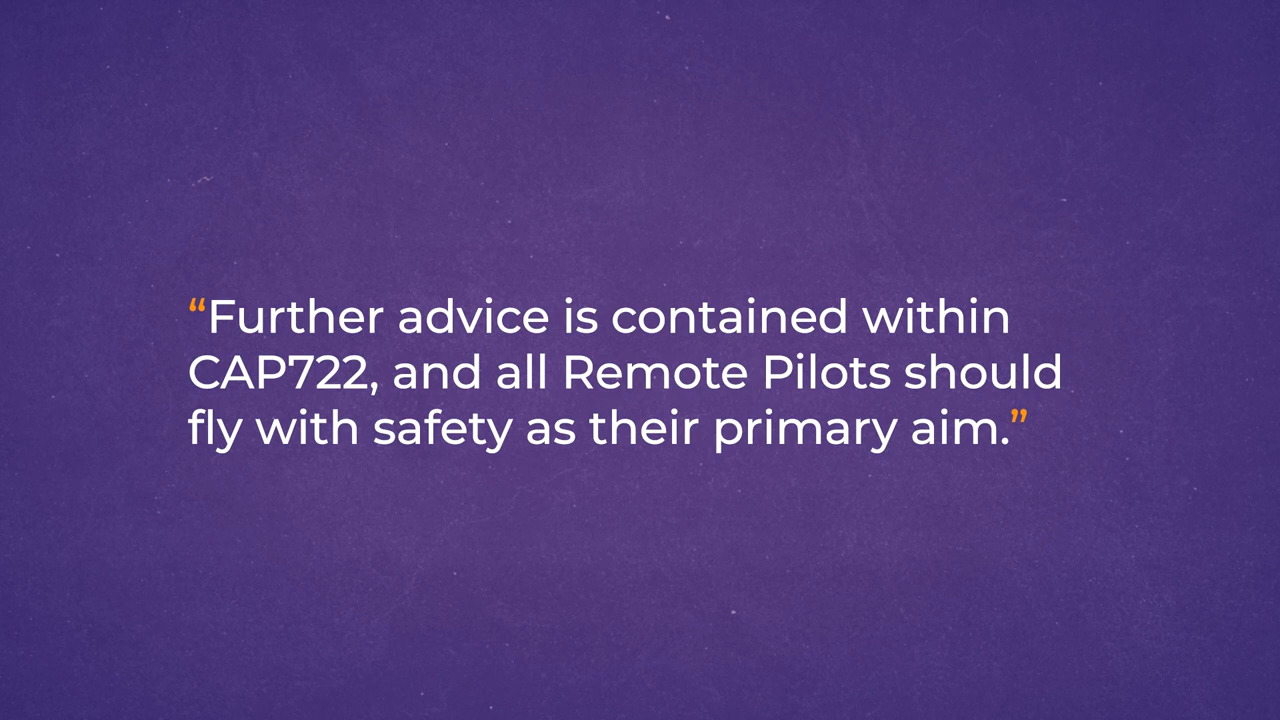 “Further advice is contained within
CAP722, and all Remote Pilots should
fly with safety as their primary aim.”